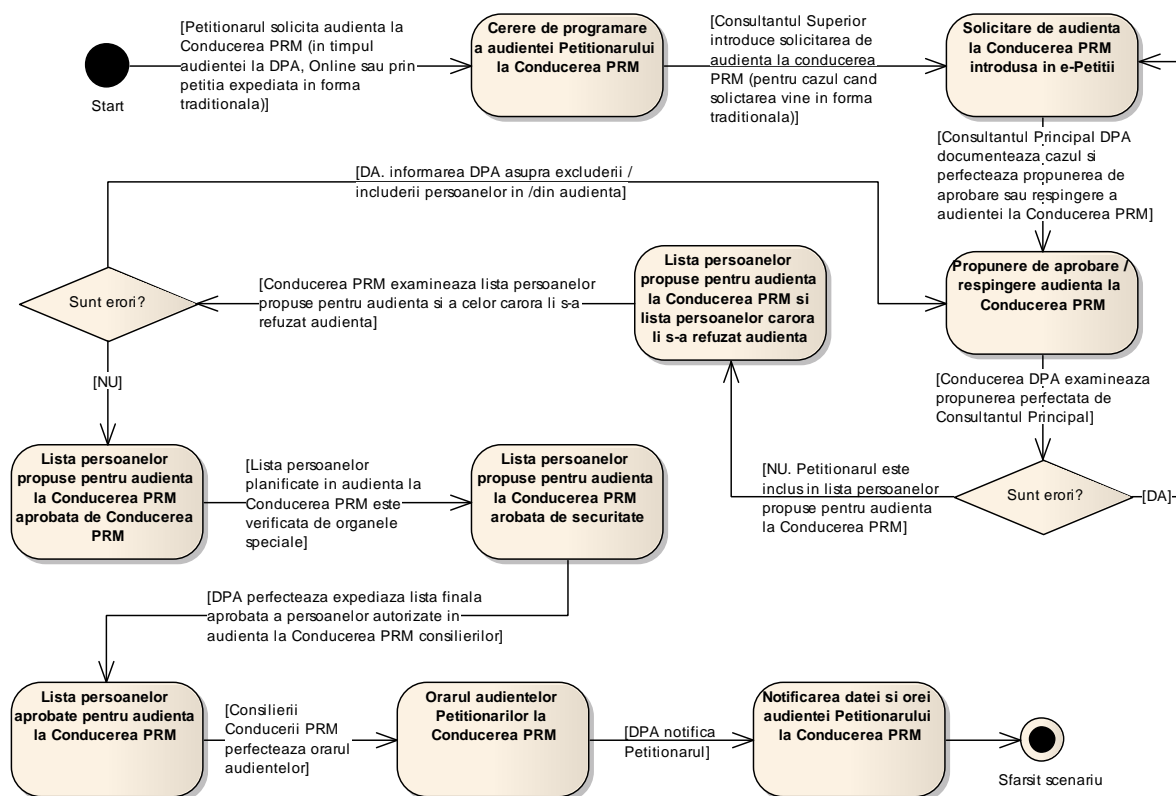 [Petitionarul solicita audienta la
Conducerea PRM (in timpul
audientei la DPA, Online sau prin
petitia expediata in forma
traditionala)]
Start
Cerere de programare
a audientei Petitionarului
la Conducerea PRM
[Consultantul Superior
introduce solicitarea de
audienta la conducerea
PRM (pentru cazul cand
solictarea vine in forma
traditionala)]
Solicitare de audienta
la Conducerea PRM
introdusa in e-Petitii
[Consultantul Principal DPA
documenteaza cazul si
perfecteaza propunerea de
aprobare sau respingere a
audientei la Conducerea PRM]
[DA. informarea DPA asupra excluderii /
includerii persoanelor in /din audienta]
Sunt erori?
[Conducerea PRM examineaza lista persoanelor
propuse pentru audienta si a celor carora li s-a
refuzat audienta]
Lista persoanelor
propuse pentru audienta
la Conducerea PRM si
lista persoanelor carora
li s-a refuzat audienta
Propunere de aprobare /
respingere audienta la
Conducerea PRM
[Conducerea DPA examineaza
propunerea perfectata de
Consultantul Principal]
[NU]
Lista persoanelor
propuse pentru audienta
la Conducerea PRM
aprobata de Conducerea
PRM
[Lista persoanelor
planificate in audienta la
Conducerea PRM este
verificata de organele
speciale]
Lista persoanelor
propuse pentru audienta
la Conducerea PRM
arobata de securitate
[NU. Petitionarul este
inclus in lista persoanelor
propuse pentru audienta
la Conducerea PRM]
Sunt erori?
[DA]
[DPA perfecteaza expediaza lista finala
aprobata a persoanelor autorizate in
audienta la Conducerea PRM consilierilor]
Lista persoanelor
aprobate pentru audienta
la Conducerea PRM
[Consilierii
Conducerii PRM
perfecteaza orarul
audientelor]
Orarul audientelor
Petitionarilor la
Conducerea PRM
[DPA notifica
Petitionarul]
Notificarea datei si orei
audientei Petitionarului
la Conducerea PRM
Sfarsit scenariu